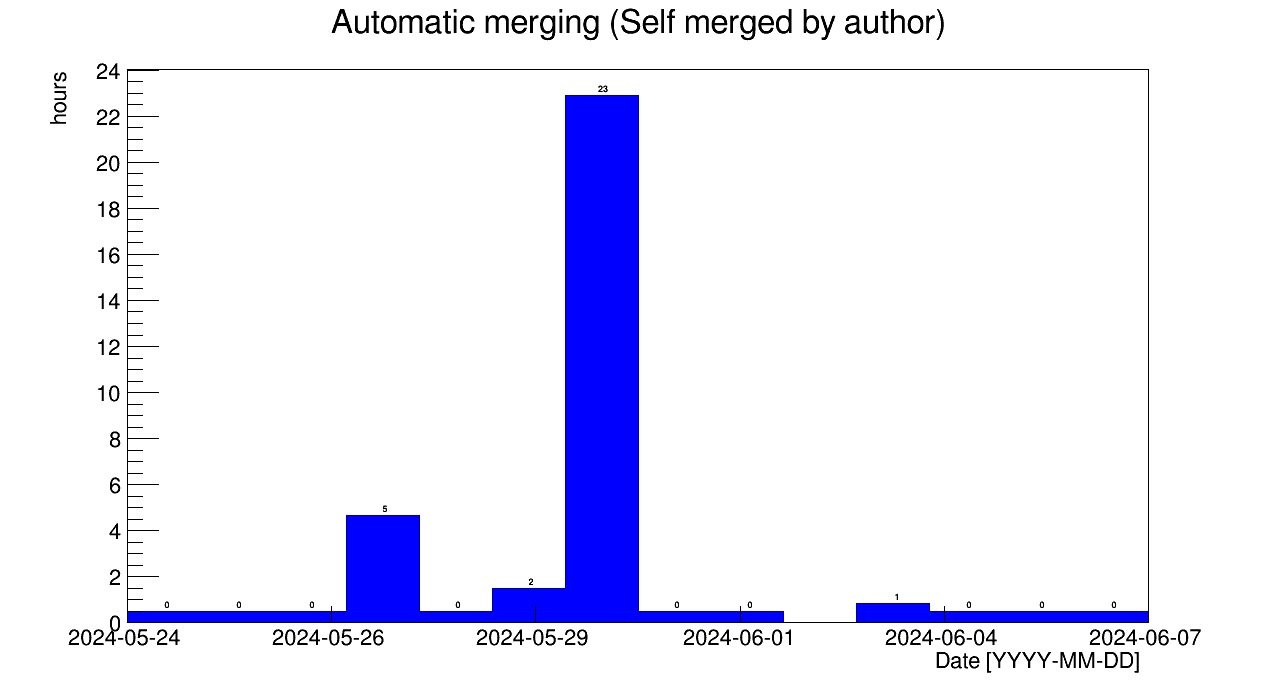 Automatic merging (Self merged by author)
hours
24
22
20
18
16
14
12
10
8
6
4
2
0
0 0 0 5 0 2 23 0 0 1 0 0 0
2024-05-24 2024-05-26 2024-05-29 2024-06-01 2024-06-04 2024-06-07
Date [YYYY-MM-DD]